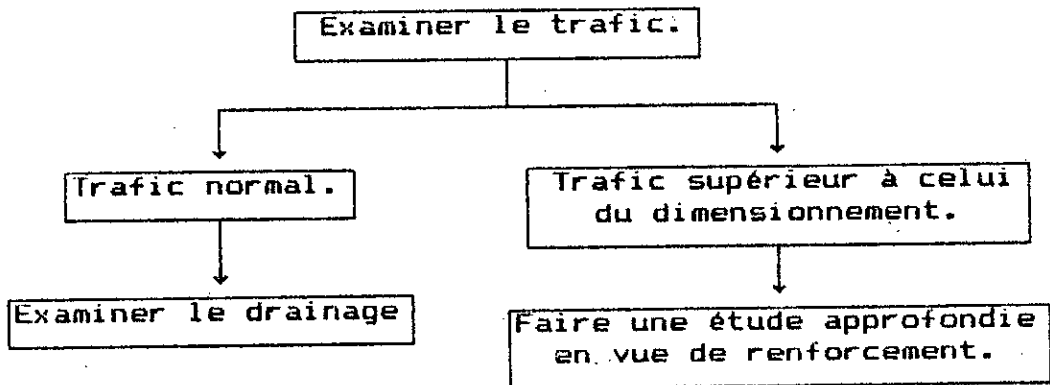 Examiner le trafic.
Trafic normal.
Trafic supérieur à celui
du dimensionnement.
Examiner le drainage
Faire une étude approfondie
en vue de renforcement.